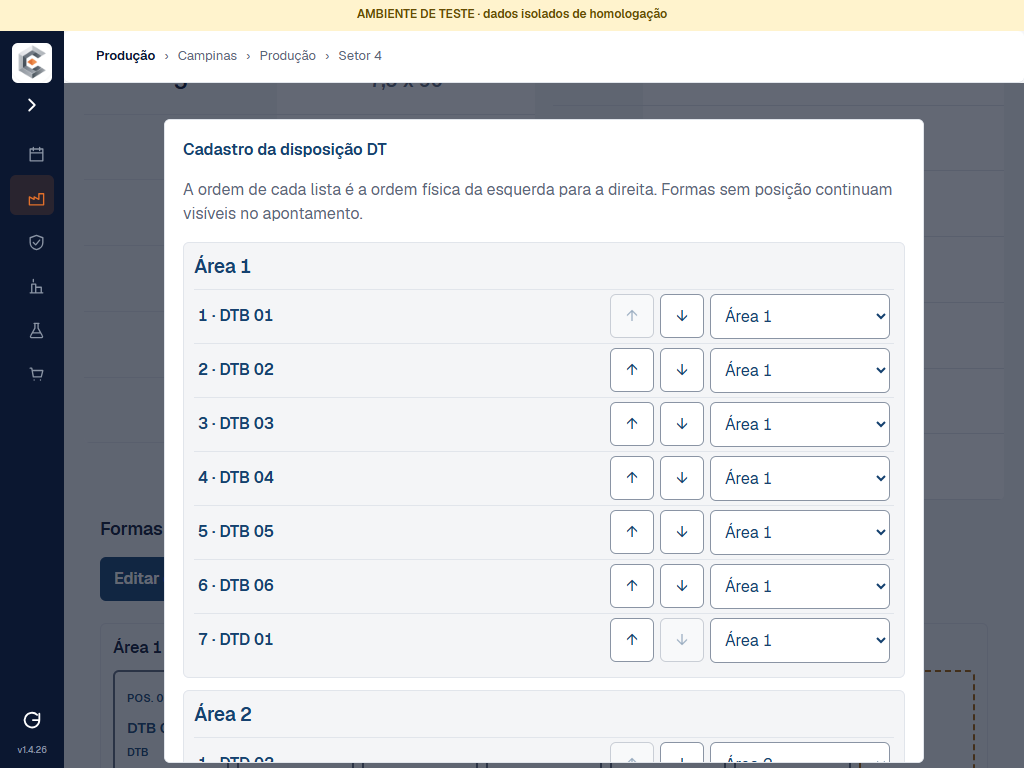 AMBIENTE DE TESTE · dados isolados de homologação
Produção › Campinas › Produção › Setor 4
Cadastro da disposição DT
A ordem de cada lista é a ordem física da esquerda para a direita. Formas sem posição continuam
visíveis no apontamento.
Área 1
1 · DTB 01 Área 1
2 · DTB 02 Área 1
3 · DTB 03 Área 1
4 · DTB 04 Área 1
5 · DTB 05 Área 1
6 · DTB 06 Área 1
7 · DTD 01 Área 1
Formas
Editar
Área 1
POS.
DTB
DTB
Área 2
Área 2
v1.4.26